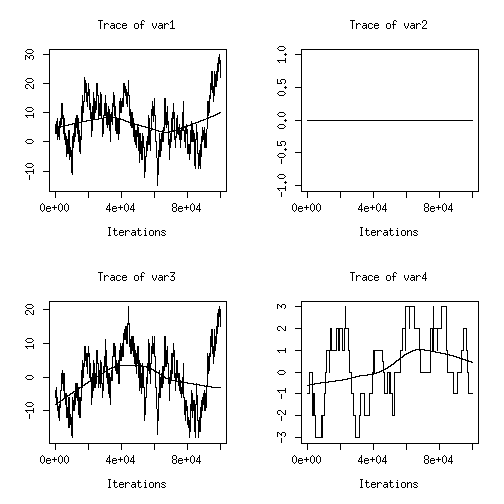 Trace of var1
30
20
10
0
-10
0e+00 4e+04 8e+04
Iterations
Trace of var2
1.0
0.5
0.0
-0.5
-1.0
0e+00 4e+04 8e+04
Iterations
Trace of var3
20
10
0
-10
0e+00 4e+04 8e+04
Iterations
Trace of var4
3
2
1
0
-1
-2
-3
0e+00 4e+04 8e+04
Iterations